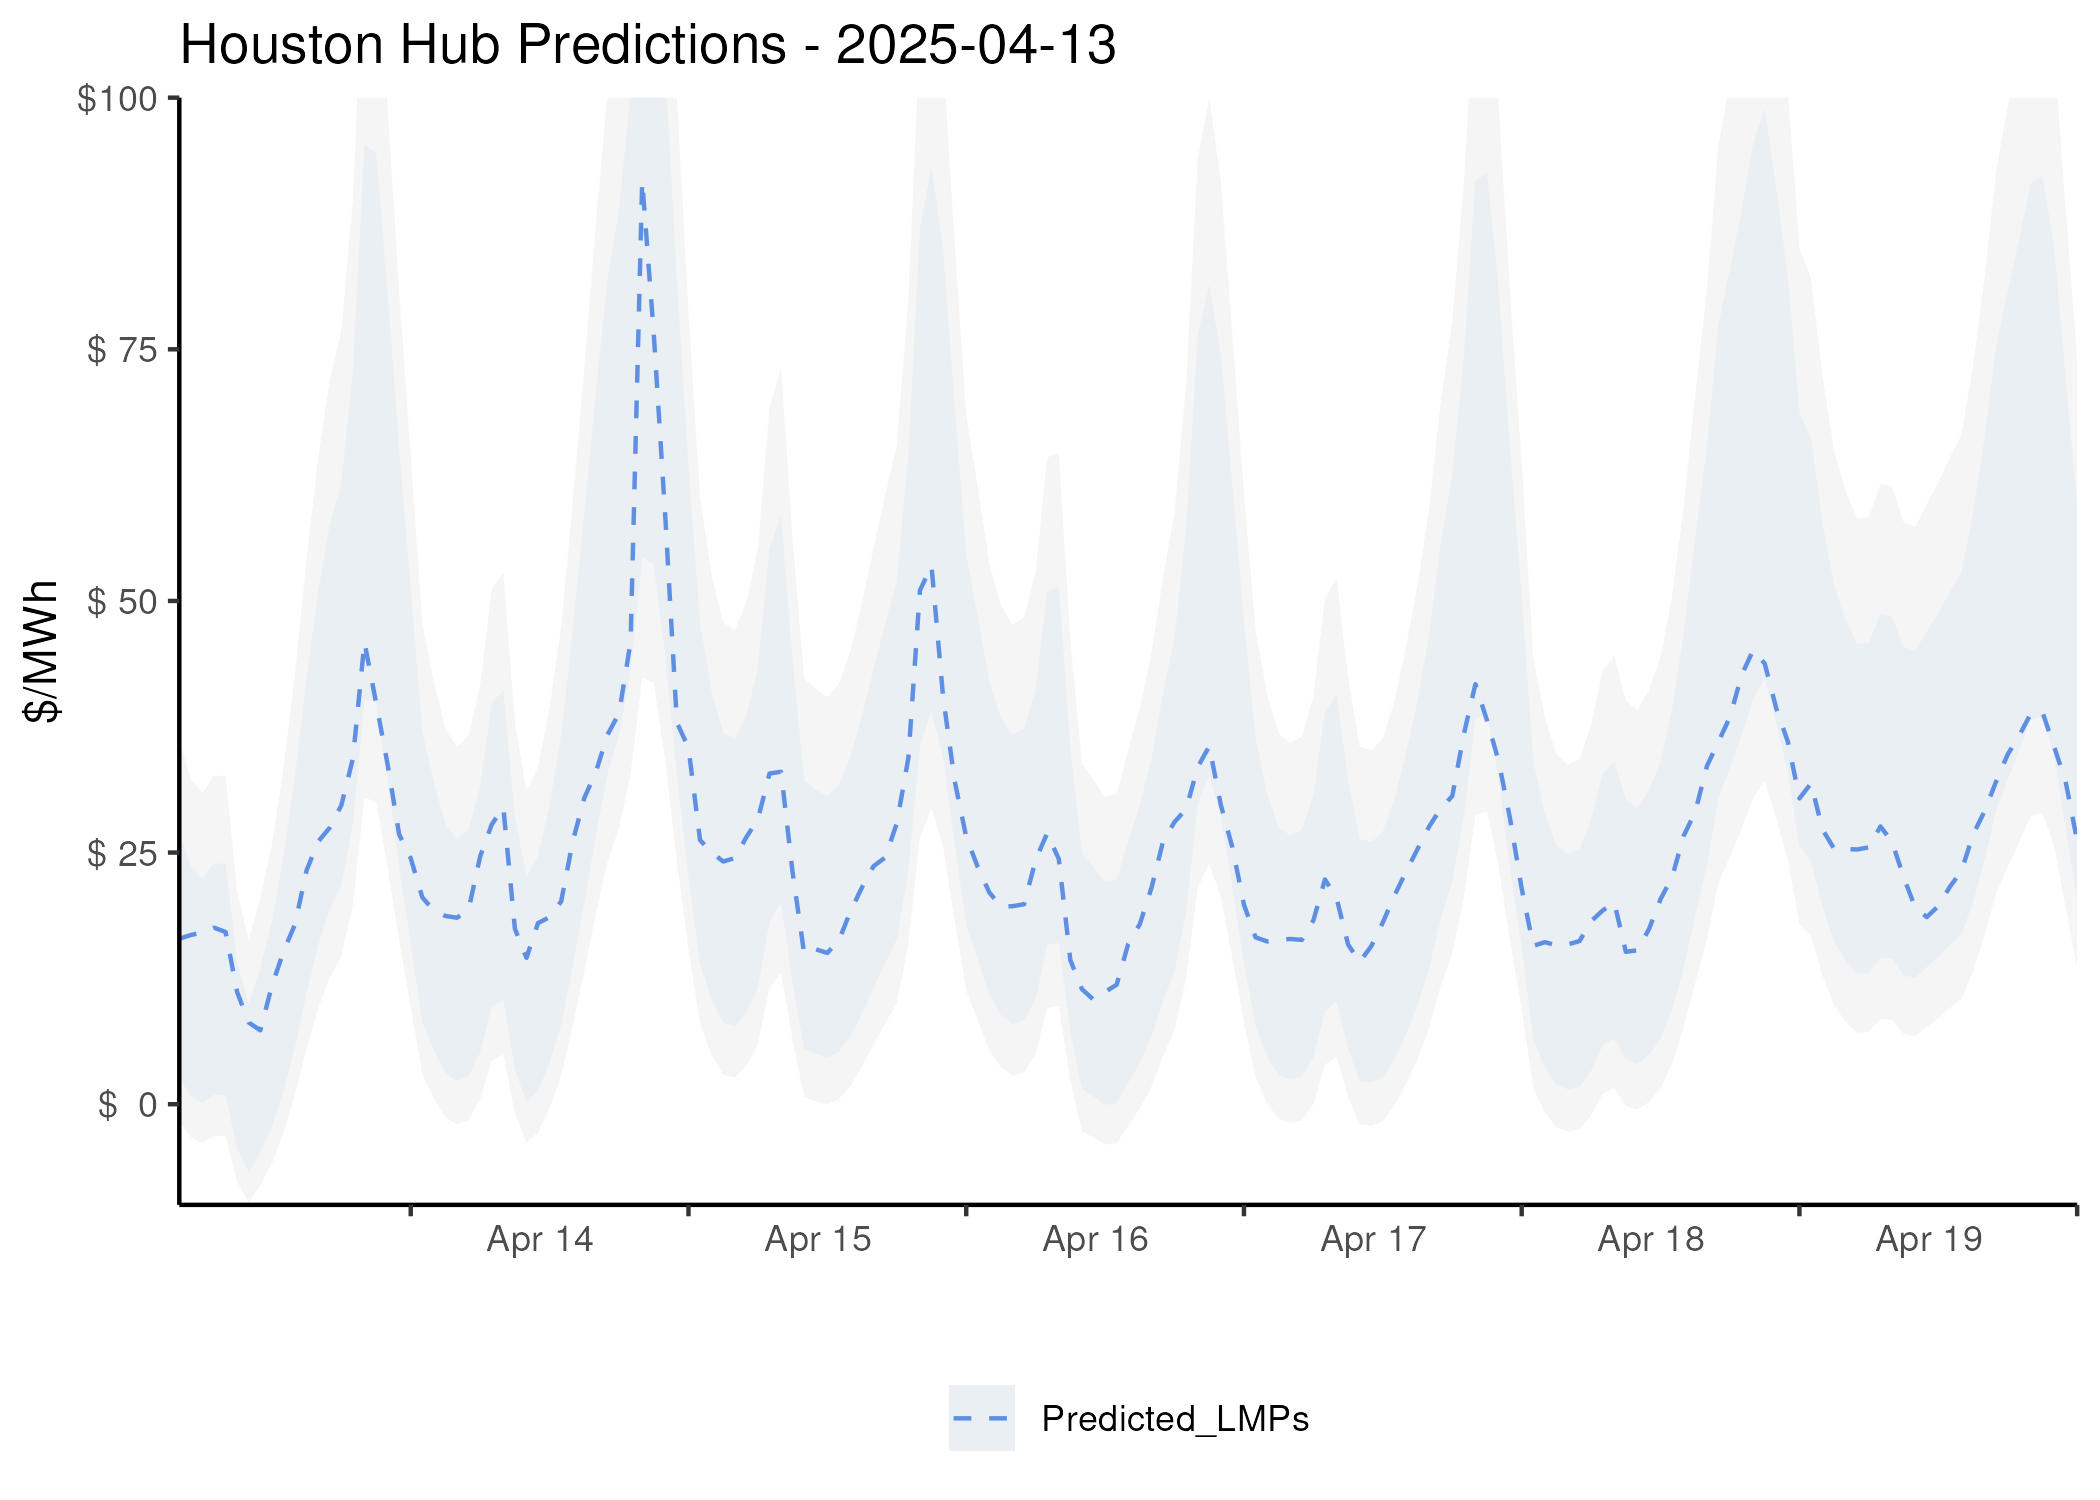 Houston Hub Predictions - 2025-04-13
$100
$ 75
$ 50
$ 25
$  0
$/MWh
Apr 14
Apr 15
Apr 16
Apr 17
Apr 18
Apr 19
Predicted_LMPs